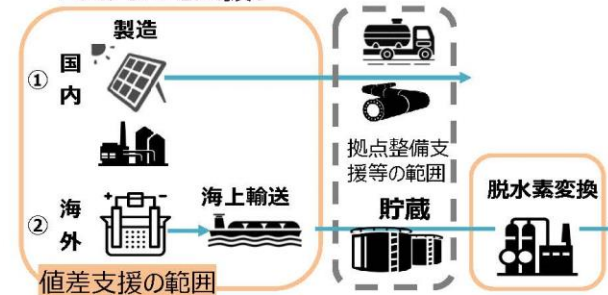 製造
① 国内
② 海外
海上輸送
値差支援の範囲
拠点整備支
援等の範囲
貯蔵
脱水素変換